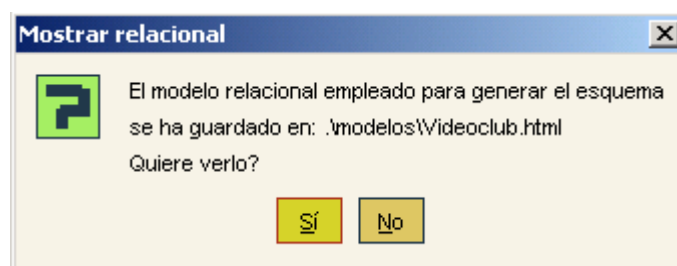 Mostrar relacional
El modelo relacional empleado para generar el esquema
se ha guardado en: .\modelos\Videoclub.html
Quiere verlo?
Sí No